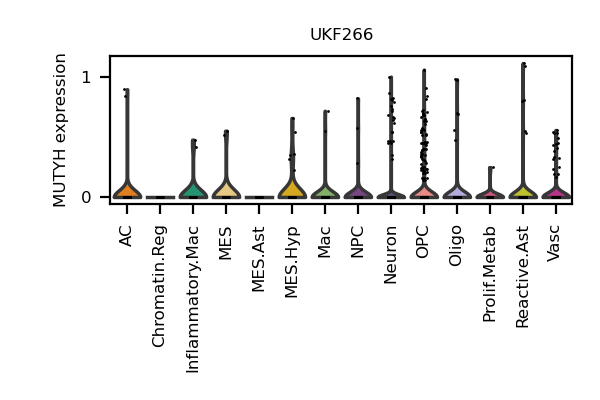 UKF266
MUTYH expression
1
0
AC
Chromatin.Reg
Inflammatory.Mac
MES
MES.Ast
MES.Hyp
Mac
NPC
Neuron
OPC
Oligo
Prolif.Metab
Reactive.Ast
Vasc